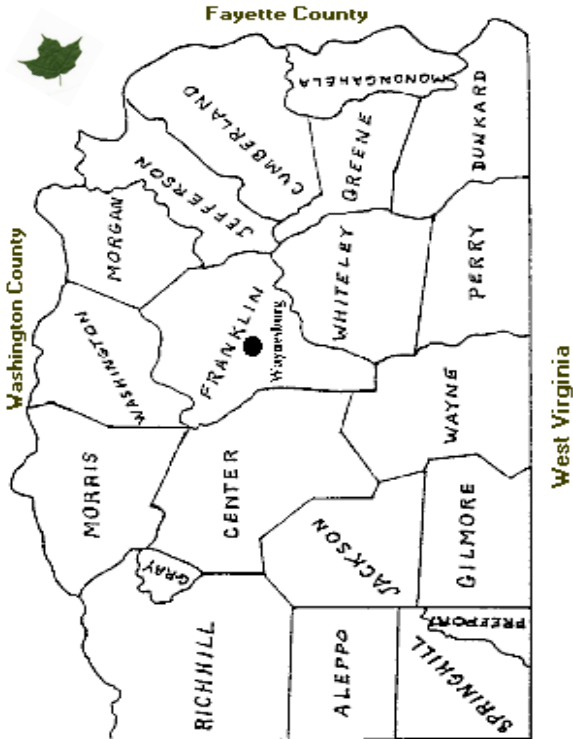 Fayette County
MONONGAHELA
CUMBERLAND
DUNKARD
GREENE
JEFFERSON
MORGAN
WHITELEY
PERRY
Washington County
FRANKLIN
Waynesburg
WASHINGTON
WAYNE
West Virginia
MORRIS
CENTER
GILMORE
JACKSON
GRAY
FREEPORT
RICHHILL
ALEPPO
SPRINGHILL